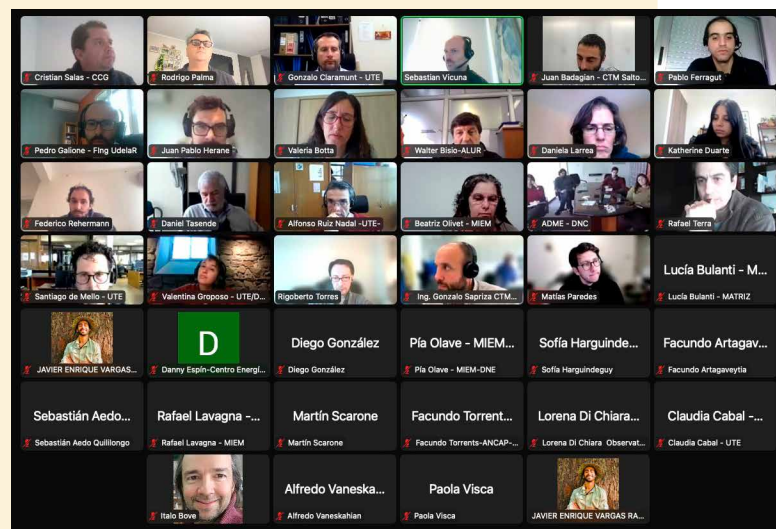 Cristian Salas - CCG
Rodrigo Palma
Gonzalo Claramunt - UTE
Sebastian Vicuna
Juan Badagian - CTM Salto...
Pablo Ferragut
Pedro Galione - FIng UdelaR
Juan Pablo Herane
Valeria Botta
Walter Bisio-ALUR
Daniela Larrea
Katherine Duarte
Federico Rehermann
Daniel Tasende
Alfonso Ruiz Nadal -UTE-
Beatriz Olivet - MIEM
ADME - DNC
Rafael Terra
Lucía Bulanti - M...
Santiago de Mello - UTE
Valentina Groposo - UTE/D...
Rigoberto Torres
Ing. Gonzalo Sapriza CTM...
Matías Paredes
Lucía Bulanti - MATRIZ
D
Diego González
Pía Olave - MIEM...
Sofía Harguinde...
Facundo Artagav...
JAVIER ENRIQUE VARGAS...
Danny Espín-Centro Energí...
Diego González
Pía Olave - MIEM-DNE
Sofía Harguindeguy
Facundo Artagaveytia
Sebastián Aedo...
Rafael Lavagna -...
Martín Scarone
Facundo Torrent...
Lorena Di Chiara...
Claudia Cabal -...
Sebastián Aedo Quililongo
Rafael Lavagna - MIEM
Martín Scarone
Facundo Torrents-ANCAP-...
Lorena Di Chiara Observat...
Claudia Cabal - UTE
Alfredo Vaneska...
Paola Visca
Italo Bove
Alfredo Vaneskahian
Paola Visca
JAVIER ENRIQUE VARGAS RA...